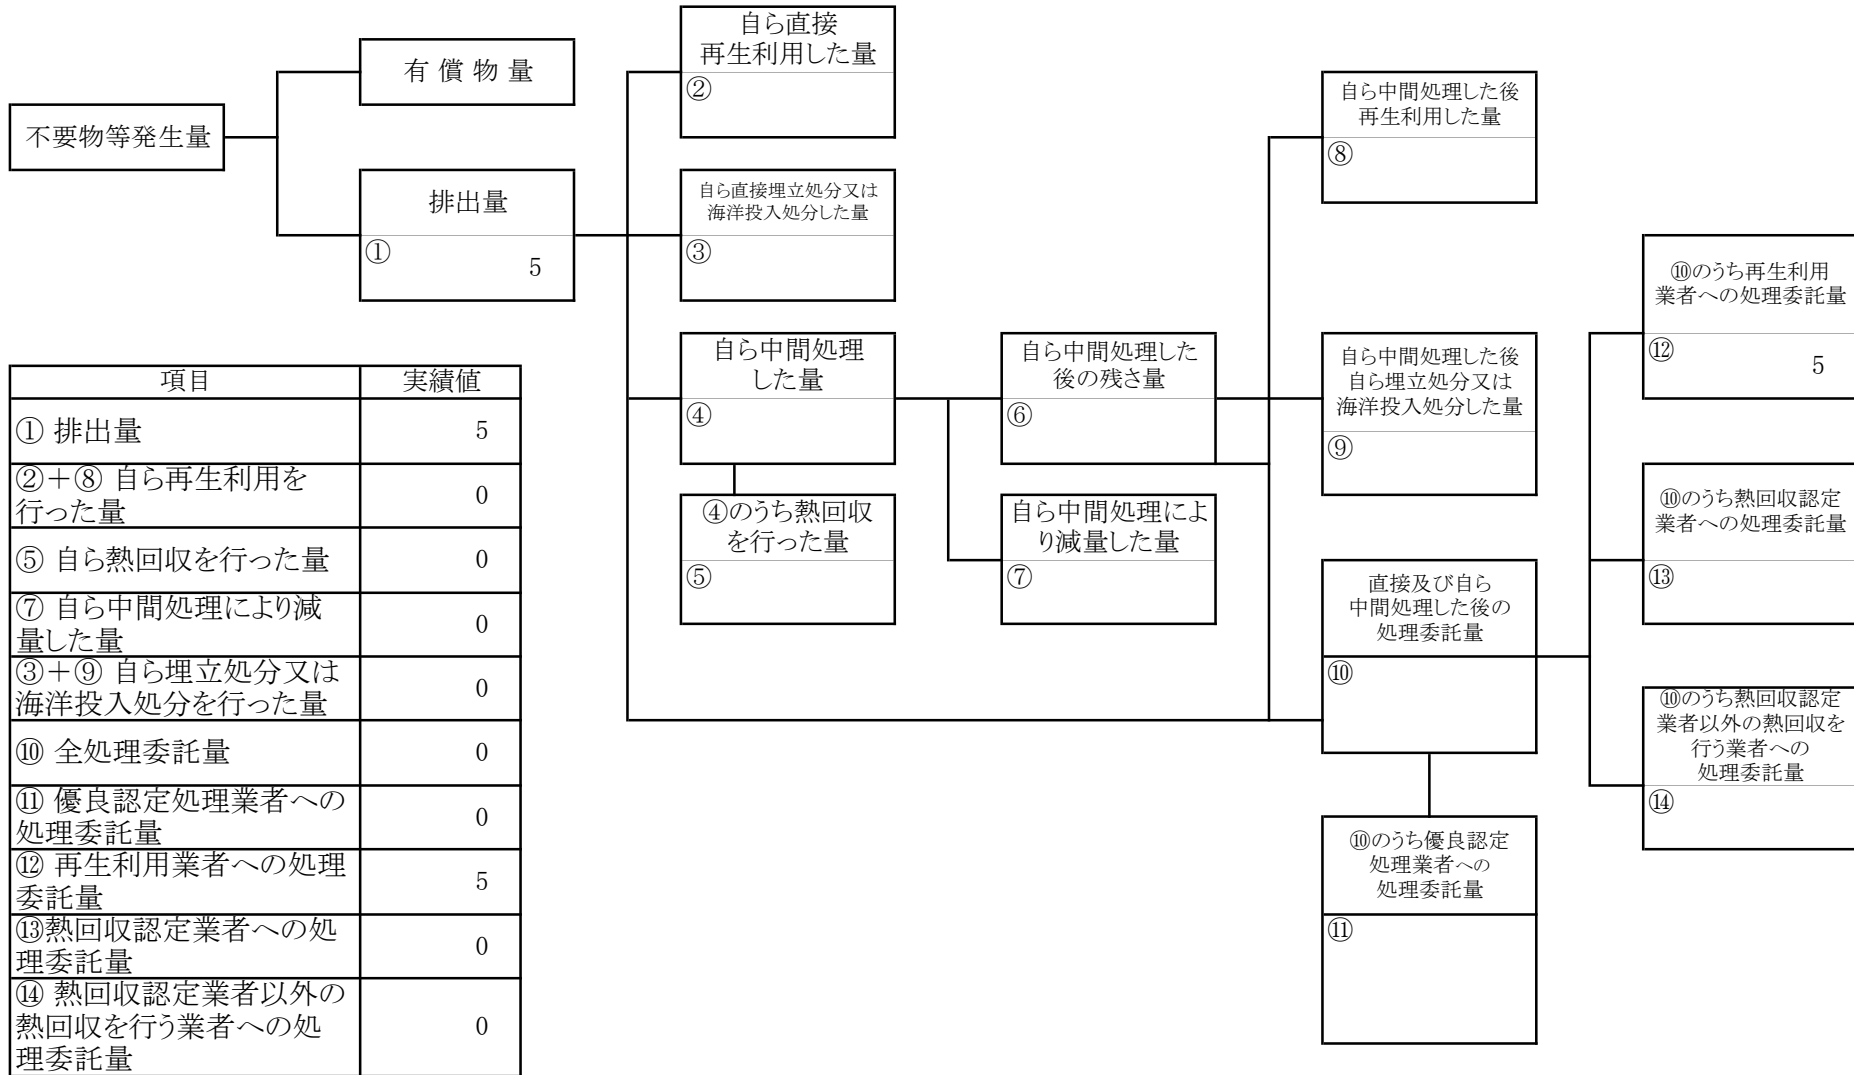 不要物等発生量
有 償 物 量
排出量
①
5
自ら直接
再生利用した量
②
自ら直接埋立処分又は
海洋投入処分した量
③
自ら中間処理
した量
④
④のうち熱回収
を行った量
⑤
自ら中間処理した
後の残さ量
⑥
自ら中間処理によ
り減量した量
⑦
自ら中間処理した後
再生利用した量
⑧
自ら中間処理した後
自ら埋立処分又は
海洋投入処分した量
⑨
直接及び自ら
中間処理した後の
処理委託量
⑩
⑩のうち優良認定
処理業者への
処理委託量
⑪
⑩のうち再生利用
業者への処理委託量
⑫
5
⑩のうち熱回収認定
業者への処理委託量
⑬
⑩のうち熱回収認定
業者以外の熱回収を
行う業者への
処理委託量
⑭
項目 実績値
① 排出量 5
②＋⑧ 自ら再生利用を
行った量 0
⑤ 自ら熱回収を行った量 0
⑦ 自ら中間処理により減
量した量 0
③＋⑨ 自ら埋立処分又は
海洋投入処分を行った量 0
⑩ 全処理委託量 0
⑪ 優良認定処理業者への
処理委託量 0
⑫ 再生利用業者への処理
委託量 5
⑬熱回収認定業者への処
理委託量 0
⑭ 熱回収認定業者以外の
熱回収を行う業者への処
理委託量 0